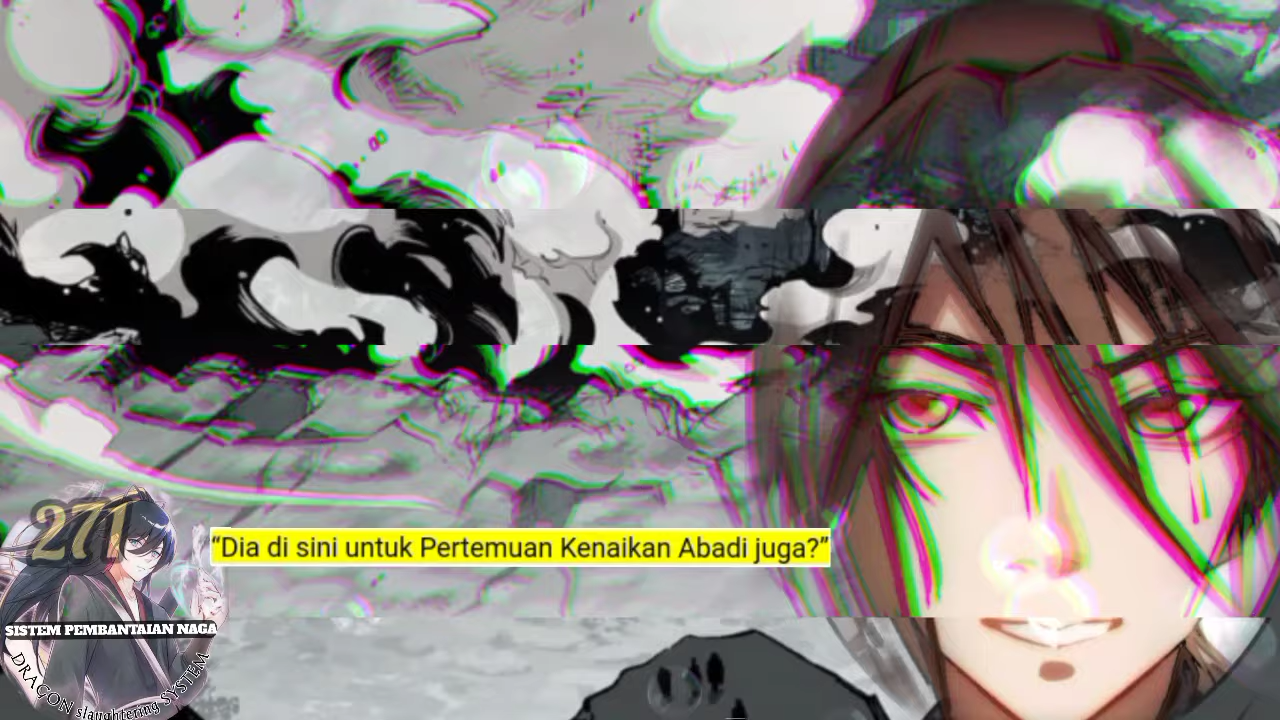 271
“Dia di sini untuk Pertemuan Kenaikan Abadi juga?”
SISTEM PEMBANTAIAN NAGA
DRAGON slaughtering SYSTEM